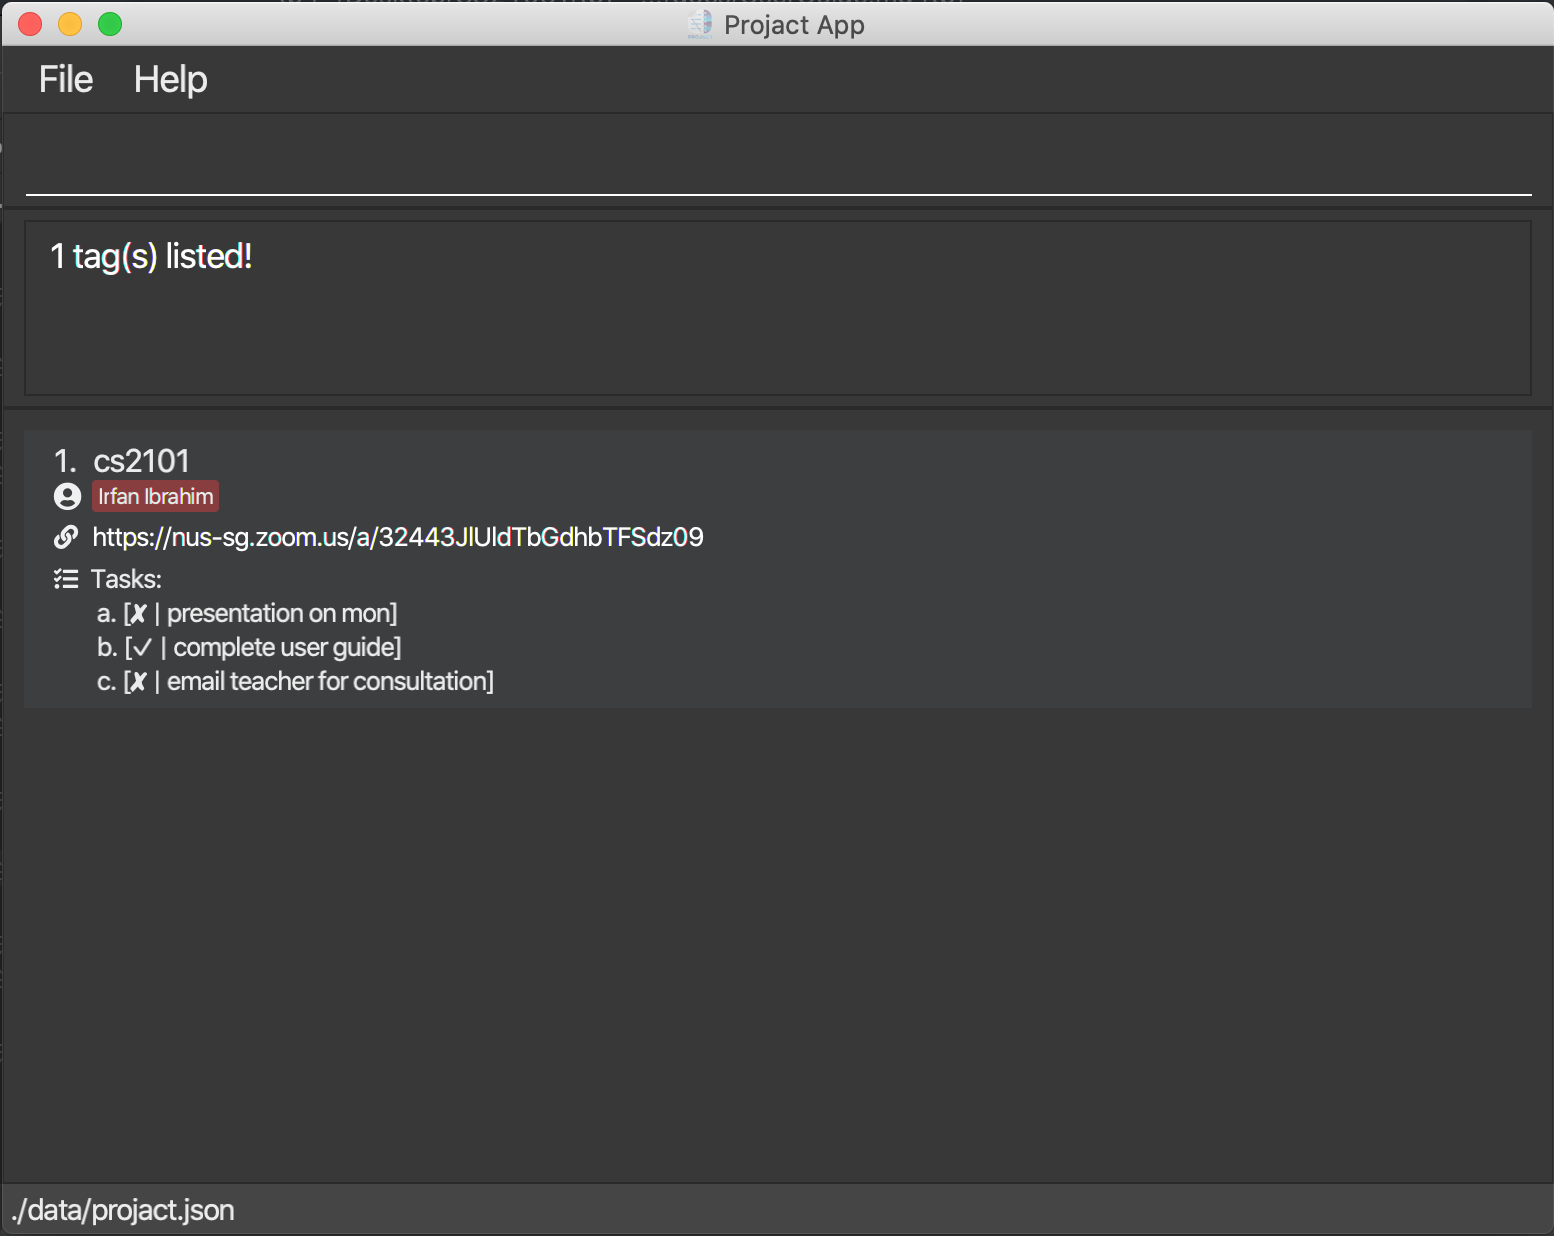 Projact App
File Help
1 tag(s) listed!
1. cs2101
Irfan Ibrahim
https://nus-sg.zoom.us/a/32443JlUldTbGdhbTFSdz09
Tasks:
a. [✘ | presentation on mon]
b. [✓ | complete user guide]
c. [✘ | email teacher for consultation]
./data/projact.json